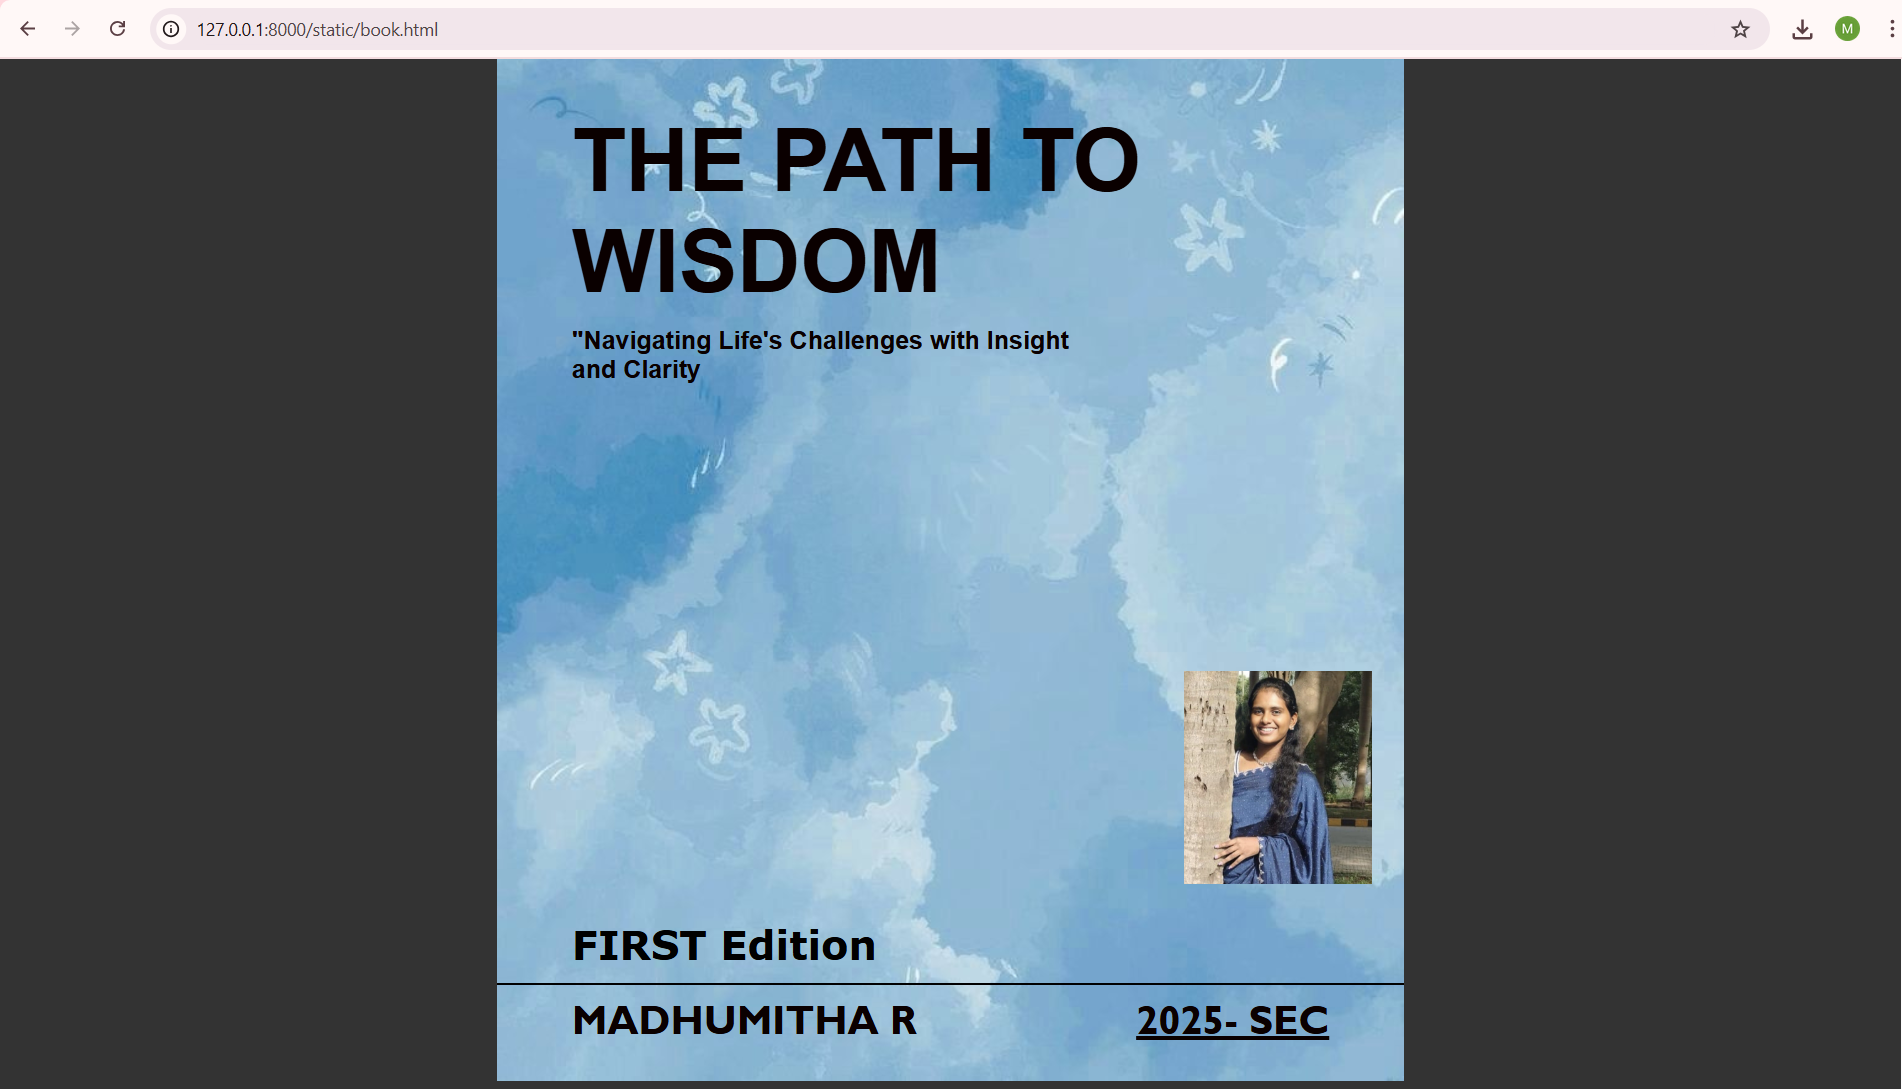 127.0.0.1:8000/static/book.html
M
THE PATH TO
WISDOM
"Navigating Life's Challenges with Insight
and Clarity
FIRST Edition
MADHUMITHA R 2025- SEC